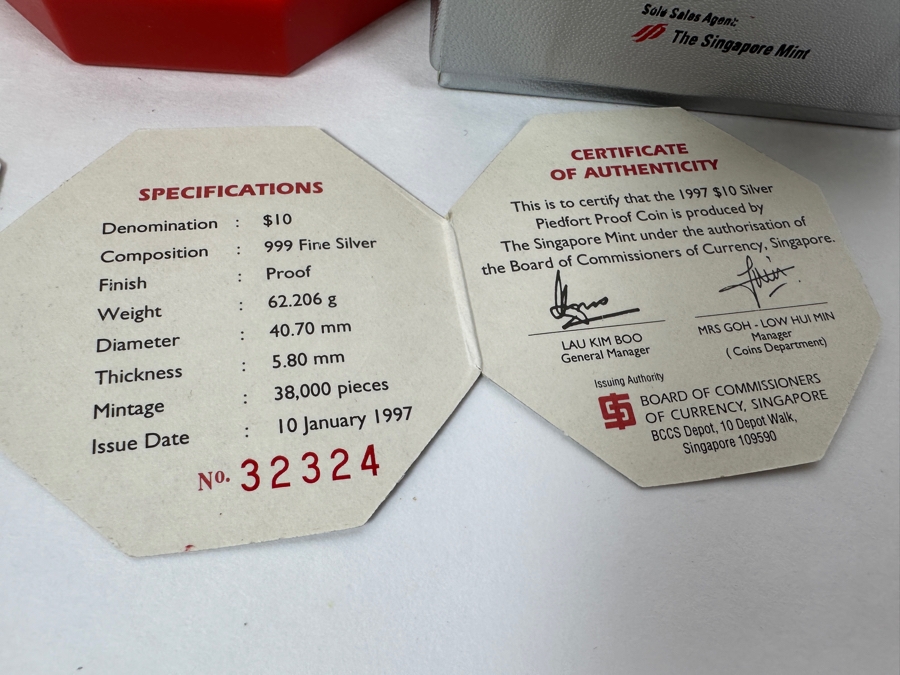 Sole Sales Agent:
The Singapore Mint
SPECIFICATIONS
Denomination : $10
Composition : 999 Fine Silver
Finish : Proof
Weight : 62.206 g
Diameter : 40.70 mm
Thickness : 5.80 mm
Mintage : 38,000 pieces
Issue Date : 10 January 1997
No. 32324
CERTIFICATE
OF AUTHENTICITY
This is to certify that the 1997 $10 Silver
Piedfort Proof Coin is produced by
The Singapore Mint under the authorisation of
the Board of Commissioners of Currency, Singapore.
LAU KIM BOO
General Manager
MRS GOH - LOW HUI MIN
Manager
( Coins Department)
Issuing Authority
BOARD OF COMMISSIONERS
OF CURRENCY, SINGAPORE
BCCS Depot, 10 Depot Walk,
Singapore 109590